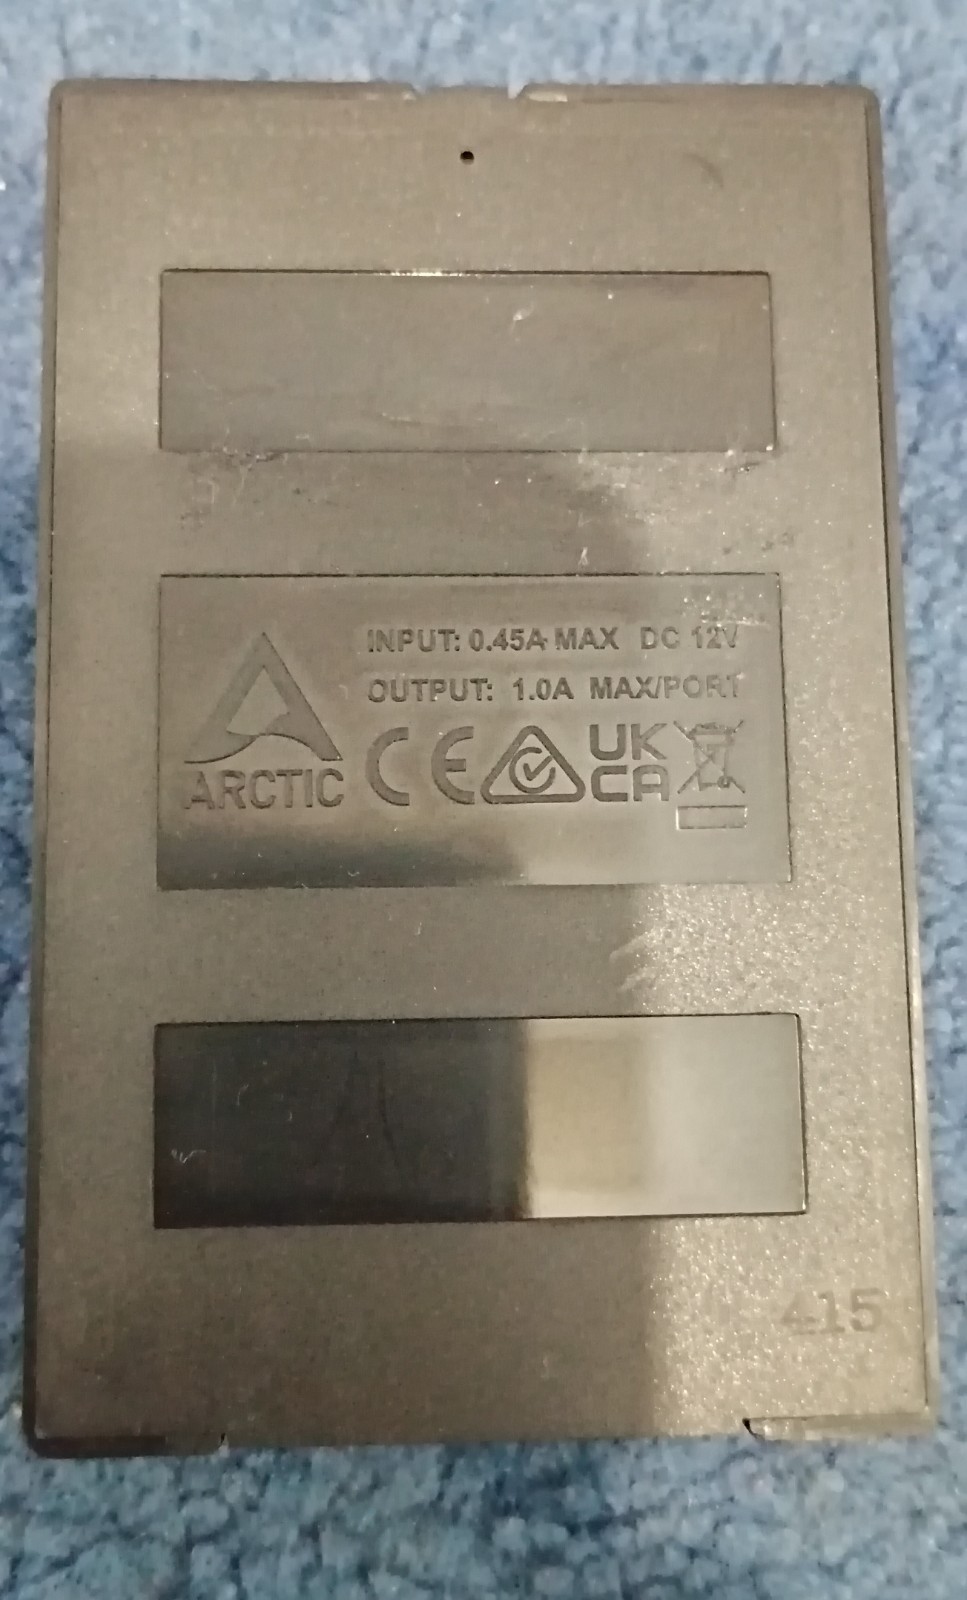 INPUT: 0.45A MAX DC 12V
OUTPUT: 1.0A MAX/PORT
ARCTIC
CE
UK
CA
415